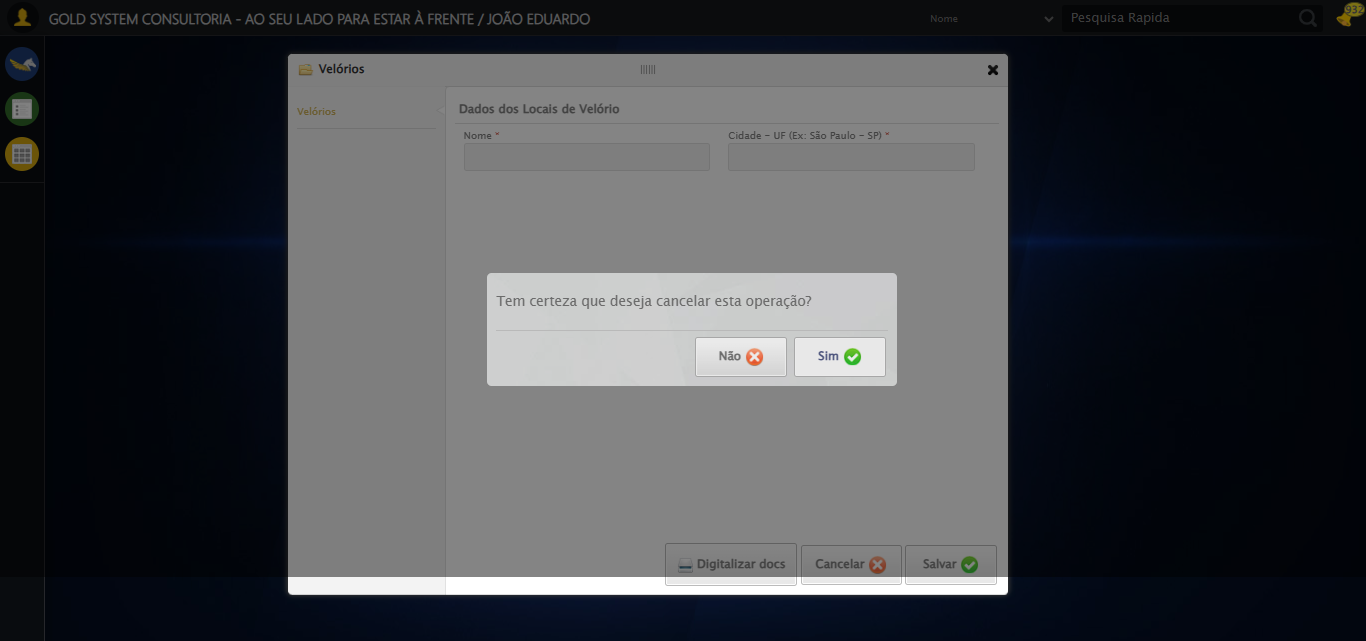 GOLD SYSTEM CONSULTORIA - AO SEU LADO PARA ESTAR À FRENTE / JOÃO EDUARDO
Nome
Pesquisa Rapida
932
Velórios
Velórios
Dados dos Locais de Velório
Nome *
Cidade - UF (Ex: São Paulo - SP) *
Tem certeza que deseja cancelar esta operação?
Não
Sim
Digitalizar docs
Cancelar
Salvar